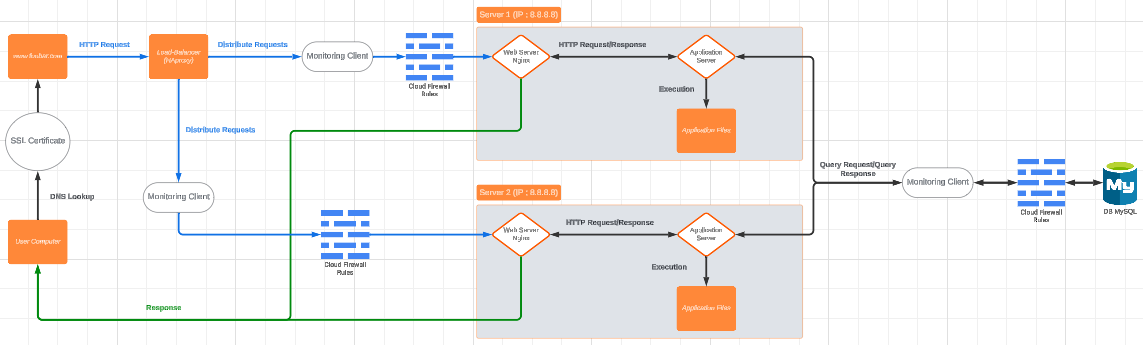 Server 1 (IP : 8.8.8.8)
HTTP Request
Load-Balancer
(HAproxy)
Distribute Requests
Monitoring Client
Cloud Firewall
Rules
Web Server
Nginx
HTTP Request/Response
Application
Server
Execution
Application Files
SSL Certificate
Distribute Requests
DNS Lookup
Monitoring Client
User Computer
Cloud Firewall
Rules
Response
Server 2 (IP : 8.8.8.8)
Web Server
Nginx
HTTP Request/Response
Application
Server
Execution
Application Files
Query Request/Query
Response
Monitoring Client
Cloud Firewall
Rules
My
DB MySQL